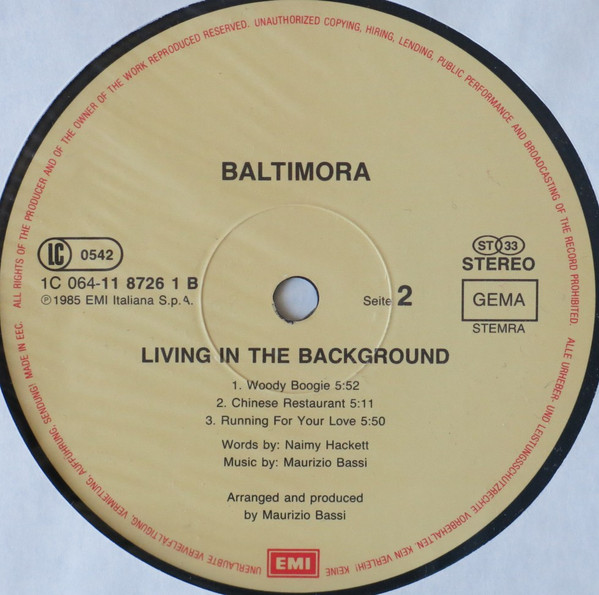 ALL RIGHTS OF THE PRODUCER AND OF THE OWNER OF THE WORK REPRODUCED RESERVED. UNAUTHORIZED COPYING, HIRING, LENDING, PUBLIC PERFORMANCE AND BROADCASTING OF THE RECORD PROHIBITED.
ALLE URHEBER- UND LEISTUNGSSCHUTZRECHTE VORBEHALTEN. KEIN VERLEIH! KEINE UNERLAUBTE VERVIELFÄLTIGUNG, VERMIETUNG, AUFFÜHRUNG, SENDUNG! MADE IN EEC.
BALTIMORA
LC 0542
1C 064-11 8726 1 B
Ⓟ1985 EMI Italiana S.p.A.
Seite 2
ST 33
STEREO
GEMA
STEMRA
LIVING IN THE BACKGROUND
1. Woody Boogie 5:52
2. Chinese Restaurant 5:11
3. Running For Your Love 5:50
Words by: Naimy Hackett
Music by: Maurizio Bassi
Arranged and produced
by Maurizio Bassi
EMI